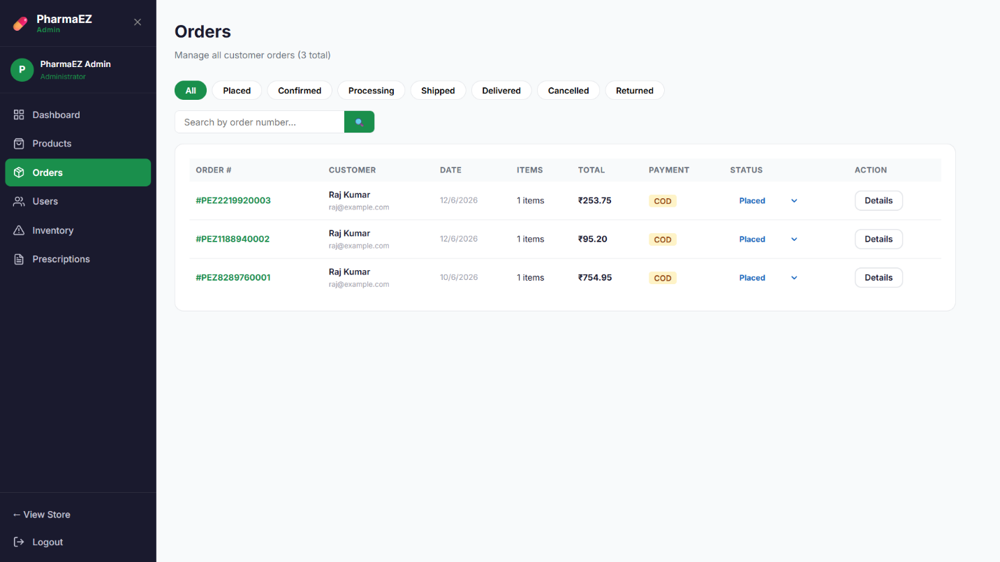 PharmaEZ
Admin
P
PharmaEZ Admin
Administrator
Dashboard
Products
Orders
Users
Inventory
Prescriptions
← View Store
Logout
Orders
Manage all customer orders (3 total)
All Placed Confirmed Processing Shipped Delivered Cancelled Returned
Search by order number...
ORDER # CUSTOMER DATE ITEMS TOTAL PAYMENT STATUS ACTION
#PEZ2219920003 Raj Kumar 12/6/2026 1 items ₹253.75 COD Placed Details
raj@example.com
#PEZ1188940002 Raj Kumar 12/6/2026 1 items ₹95.20 COD Placed Details
raj@example.com
#PEZ8289760001 Raj Kumar 10/6/2026 1 items ₹754.95 COD Placed Details
raj@example.com